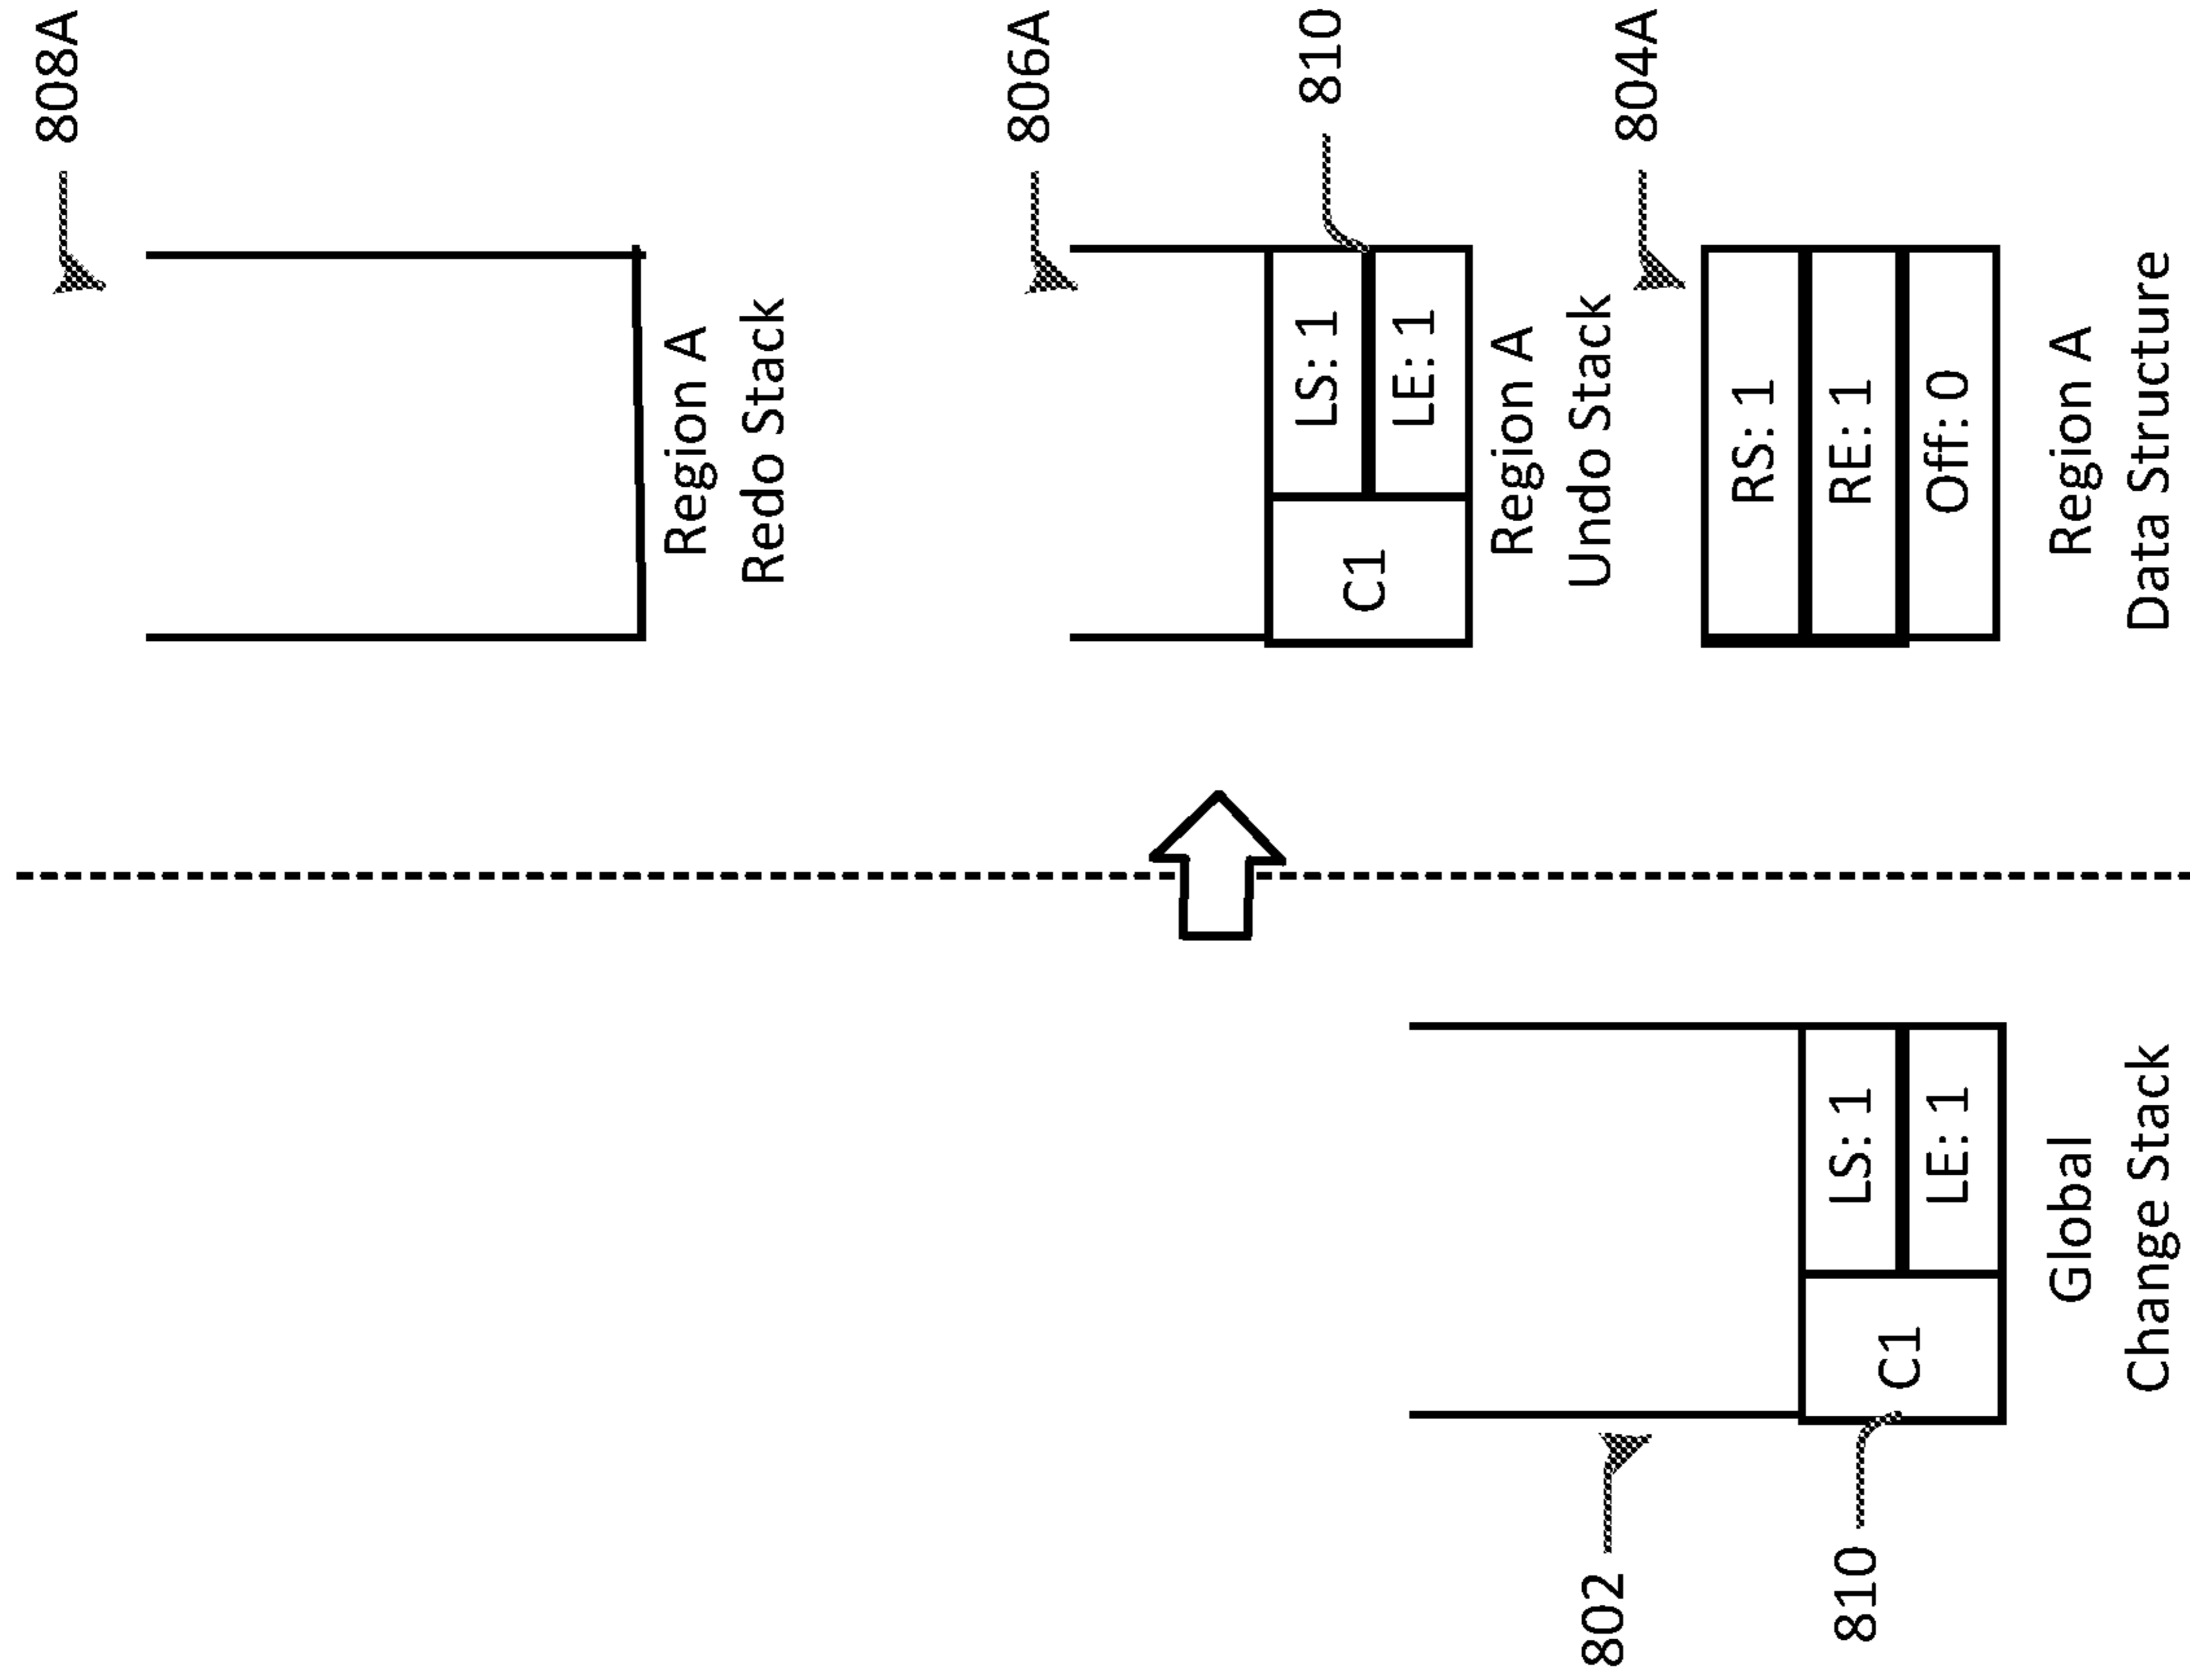 808A
Region A
Redo Stack
806A
810
C1
LS: 1
LE: 1
Region A
Undo Stack
804A
RS: 1
RE: 1
Off: 0
Region A
Data Structure
802
810
C1
LS: 1
LE: 1
Global
Change Stack